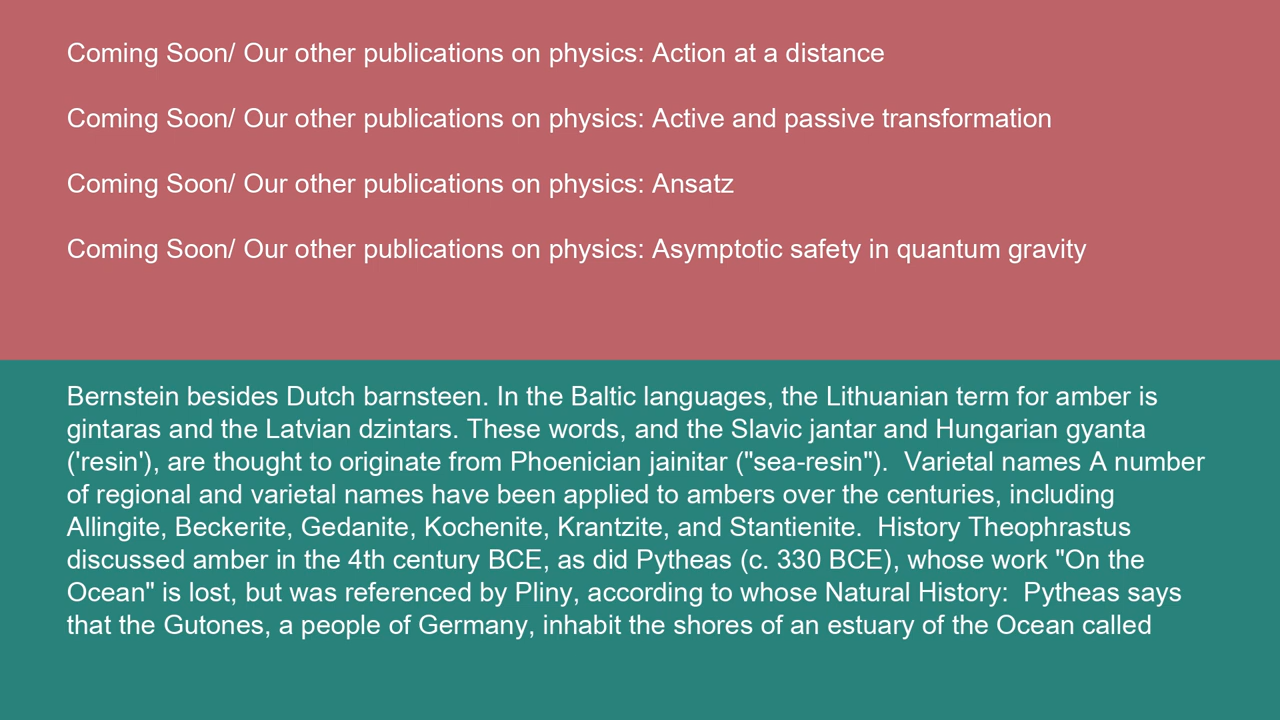 Coming Soon/ Our other publications on physics: Action at a distance
Coming Soon/ Our other publications on physics: Active and passive transformation
Coming Soon/ Our other publications on physics: Ansatz
Coming Soon/ Our other publications on physics: Asymptotic safety in quantum gravity
Bernstein besides Dutch barnsteen. In the Baltic languages, the Lithuanian term for amber is
gintaras and the Latvian dzintars. These words, and the Slavic jantar and Hungarian gyanta
('resin'), are thought to originate from Phoenician jainitar ("sea-resin").  Varietal names A number
of regional and varietal names have been applied to ambers over the centuries, including
Allingite, Beckerite, Gedanite, Kochenite, Krantzite, and Stantienite.  History Theophrastus
discussed amber in the 4th century BCE, as did Pytheas (c. 330 BCE), whose work "On the
Ocean" is lost, but was referenced by Pliny, according to whose Natural History:  Pytheas says
that the Gutones, a people of Germany, inhabit the shores of an estuary of the Ocean called